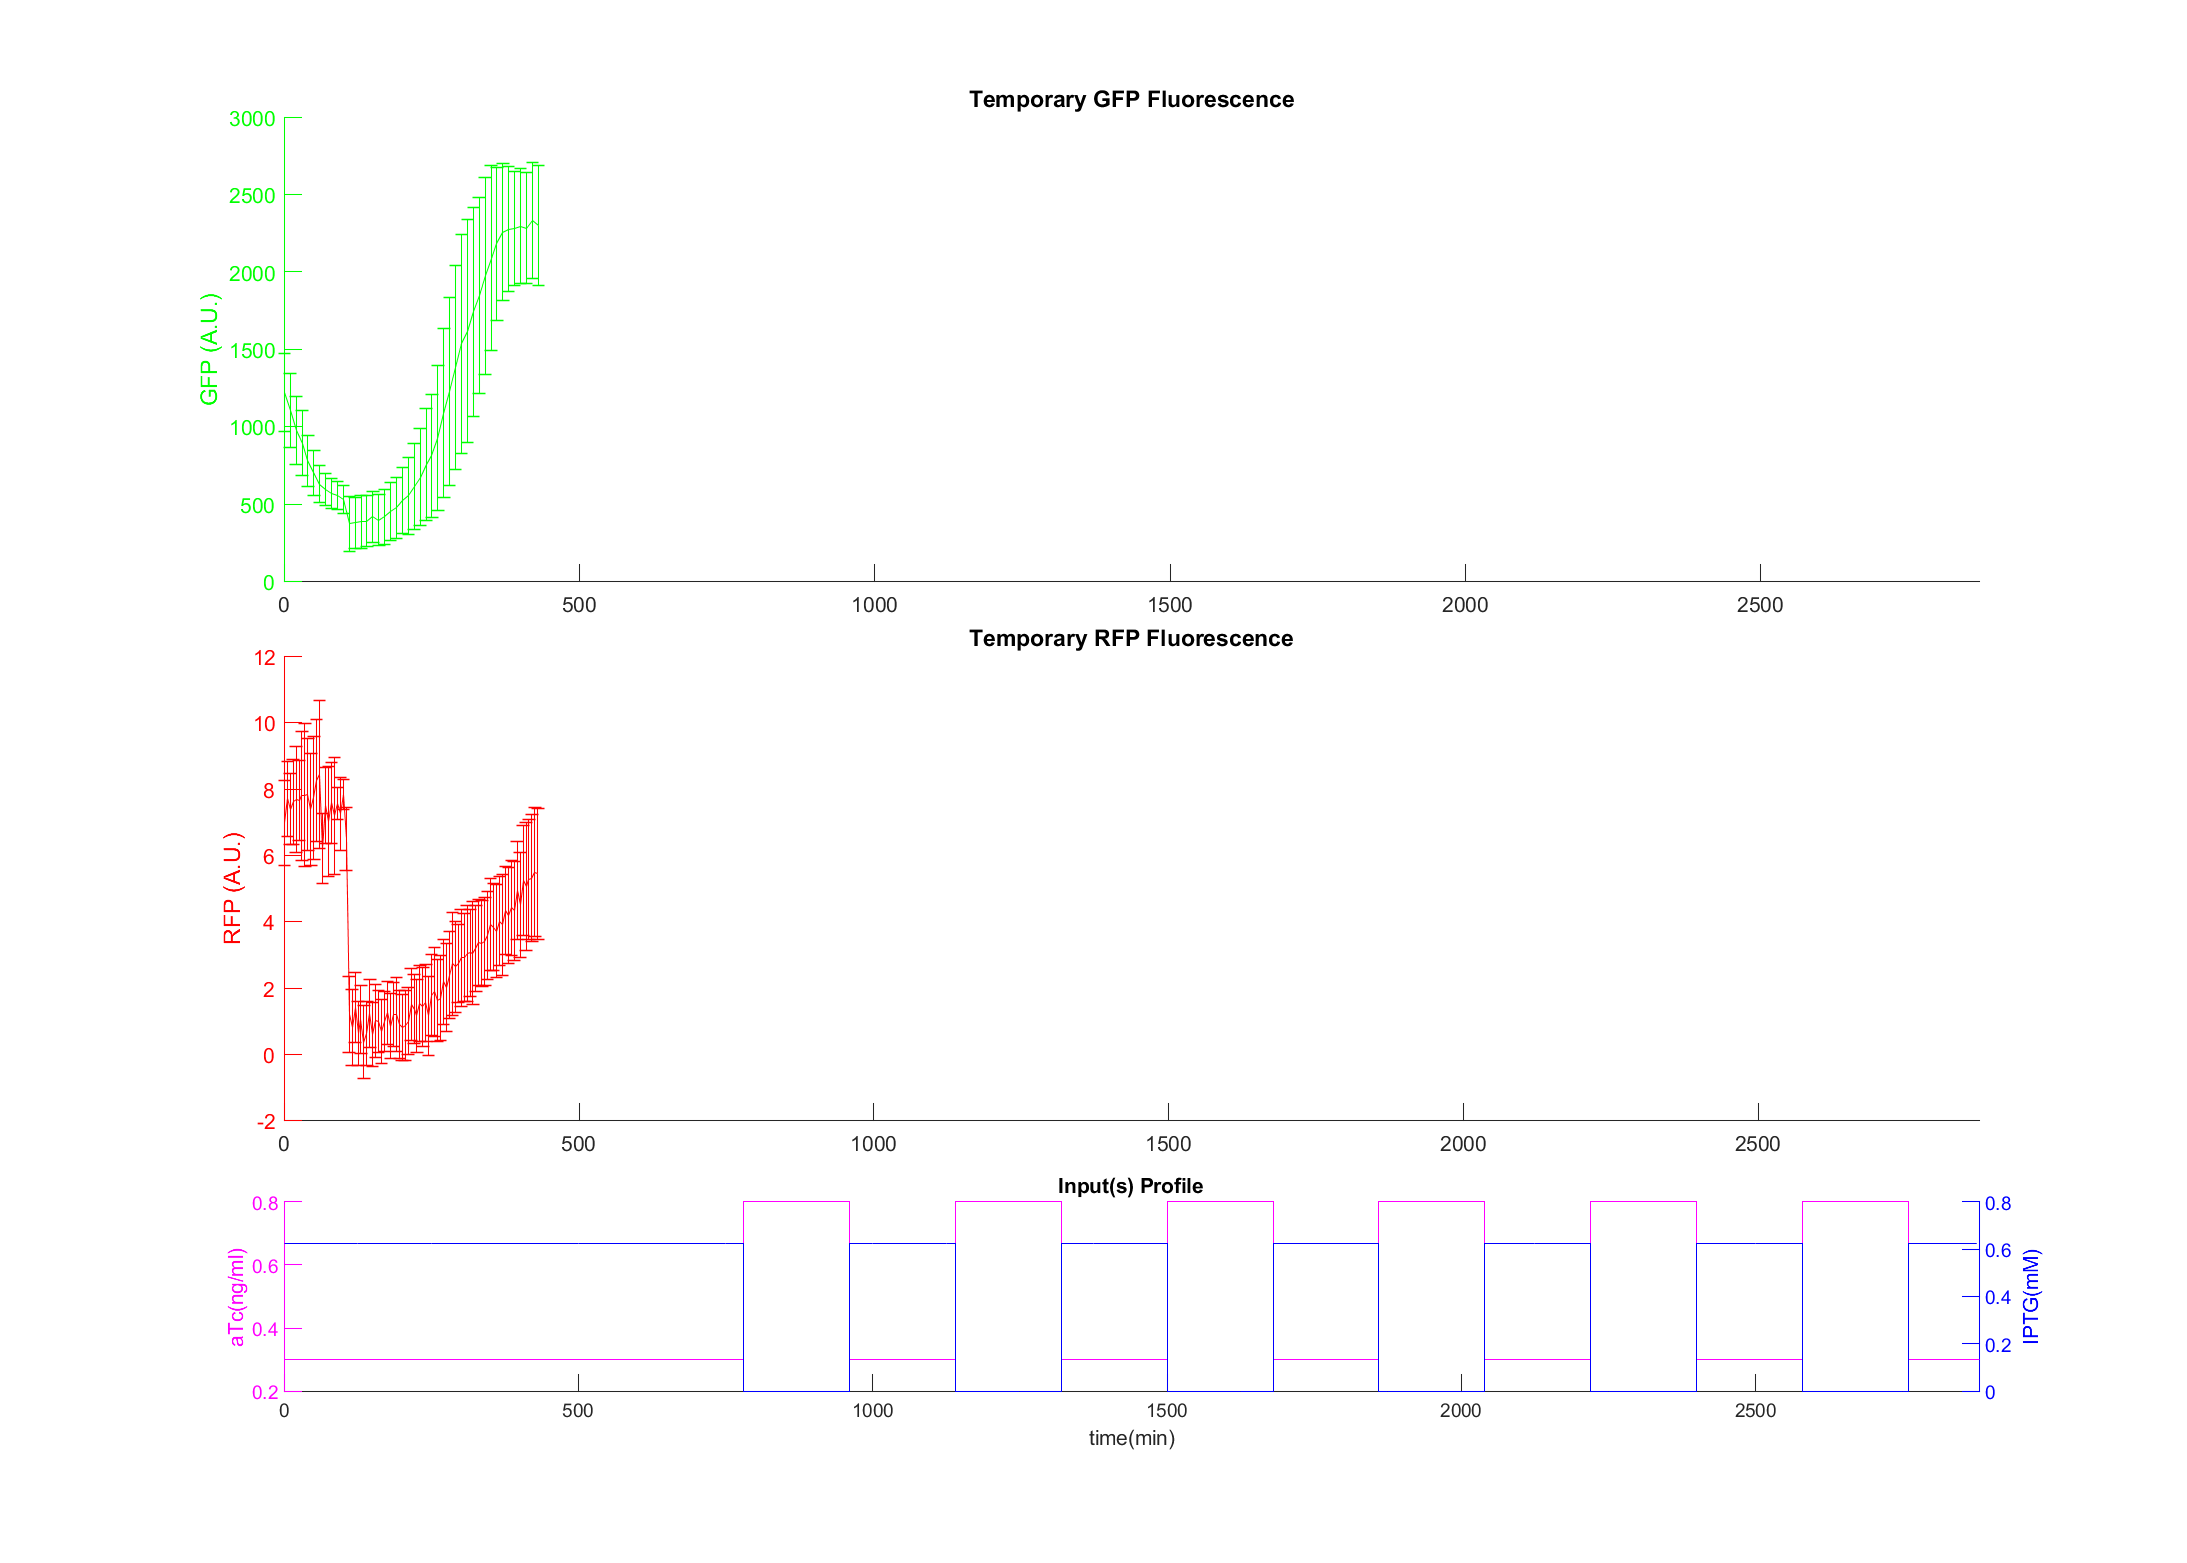 Temporary GFP Fluorescence
3000
2500
2000
1500
1000
500
0
GFP (A.U.)
0 500 1000 1500 2000 2500
Temporary RFP Fluorescence
12
10
8
6
4
2
0
-2
RFP (A.U.)
0 500 1000 1500 2000 2500
Input(s) Profile
0.8
0.6
0.4
0.2
aTc(ng/ml)
0.8
0.6
0.4
0.2
0
IPTG(mM)
0 500 1000 1500 2000 2500
time(min)